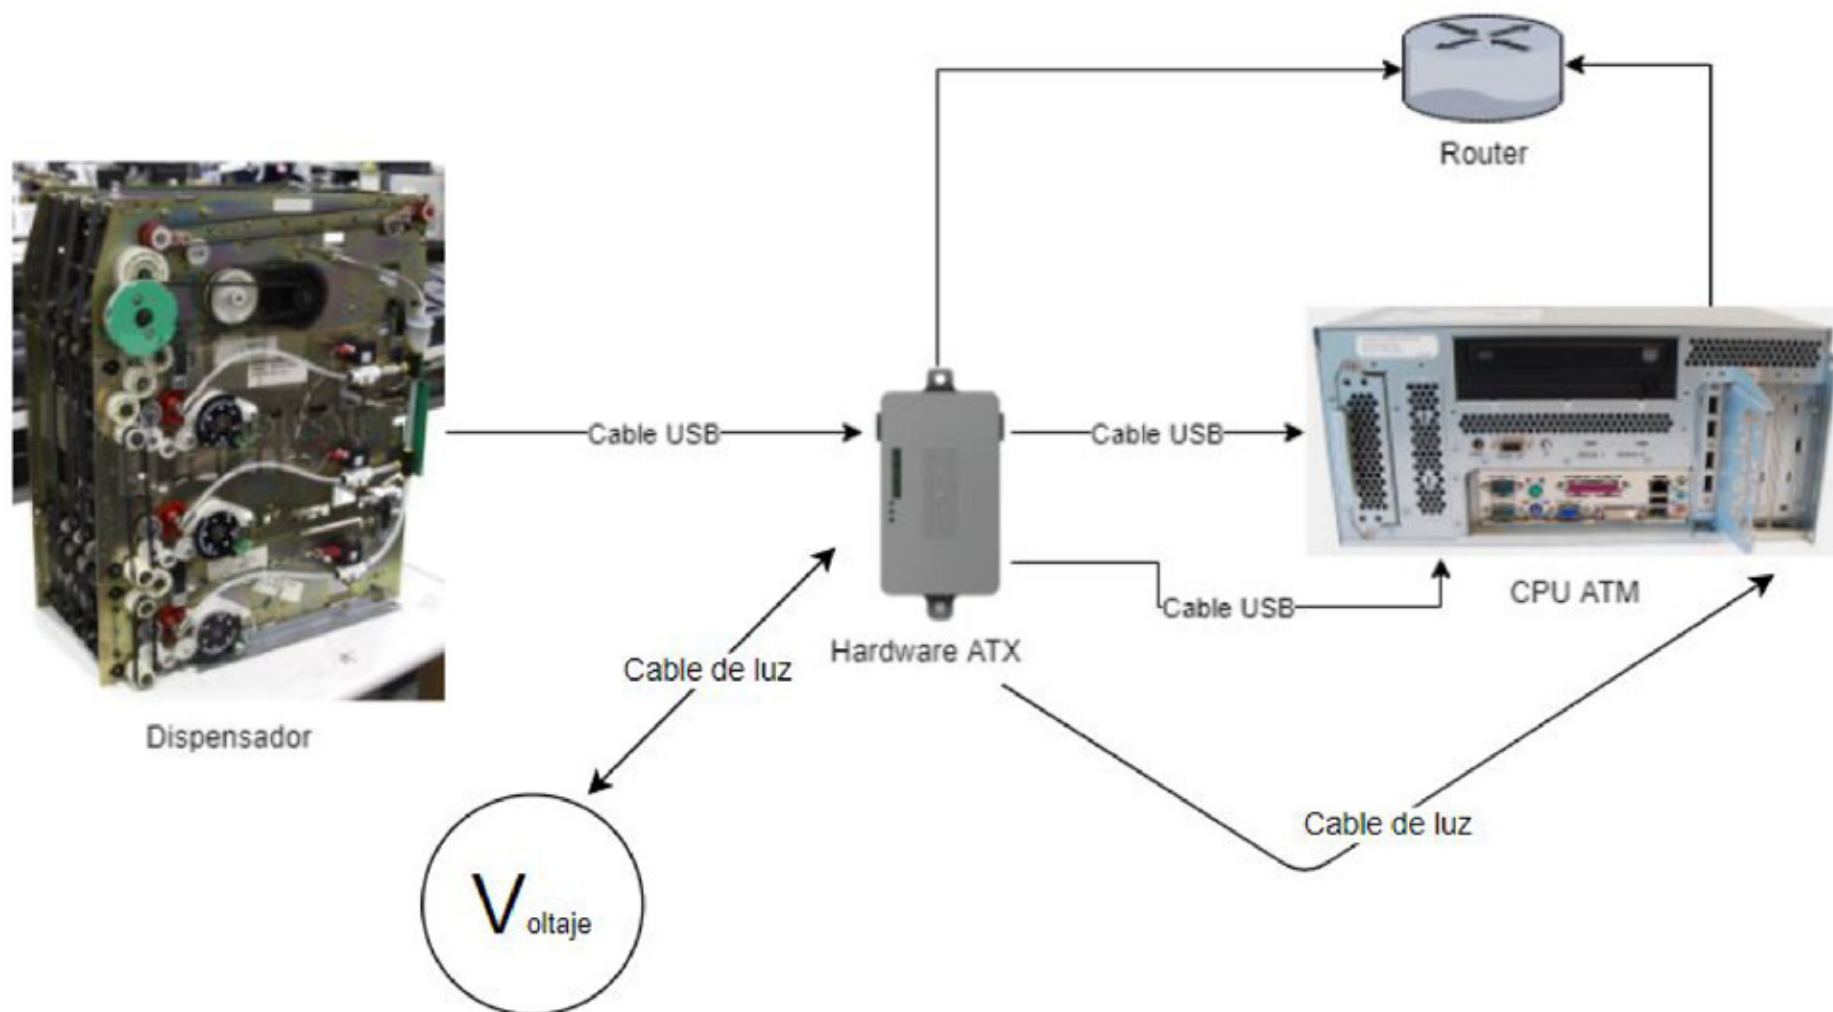 Router
Cable USB
Cable USB
Cable USB
CPU ATM
Hardware ATX
Cable de luz
Dispensador
Cable de luz
Voltaje